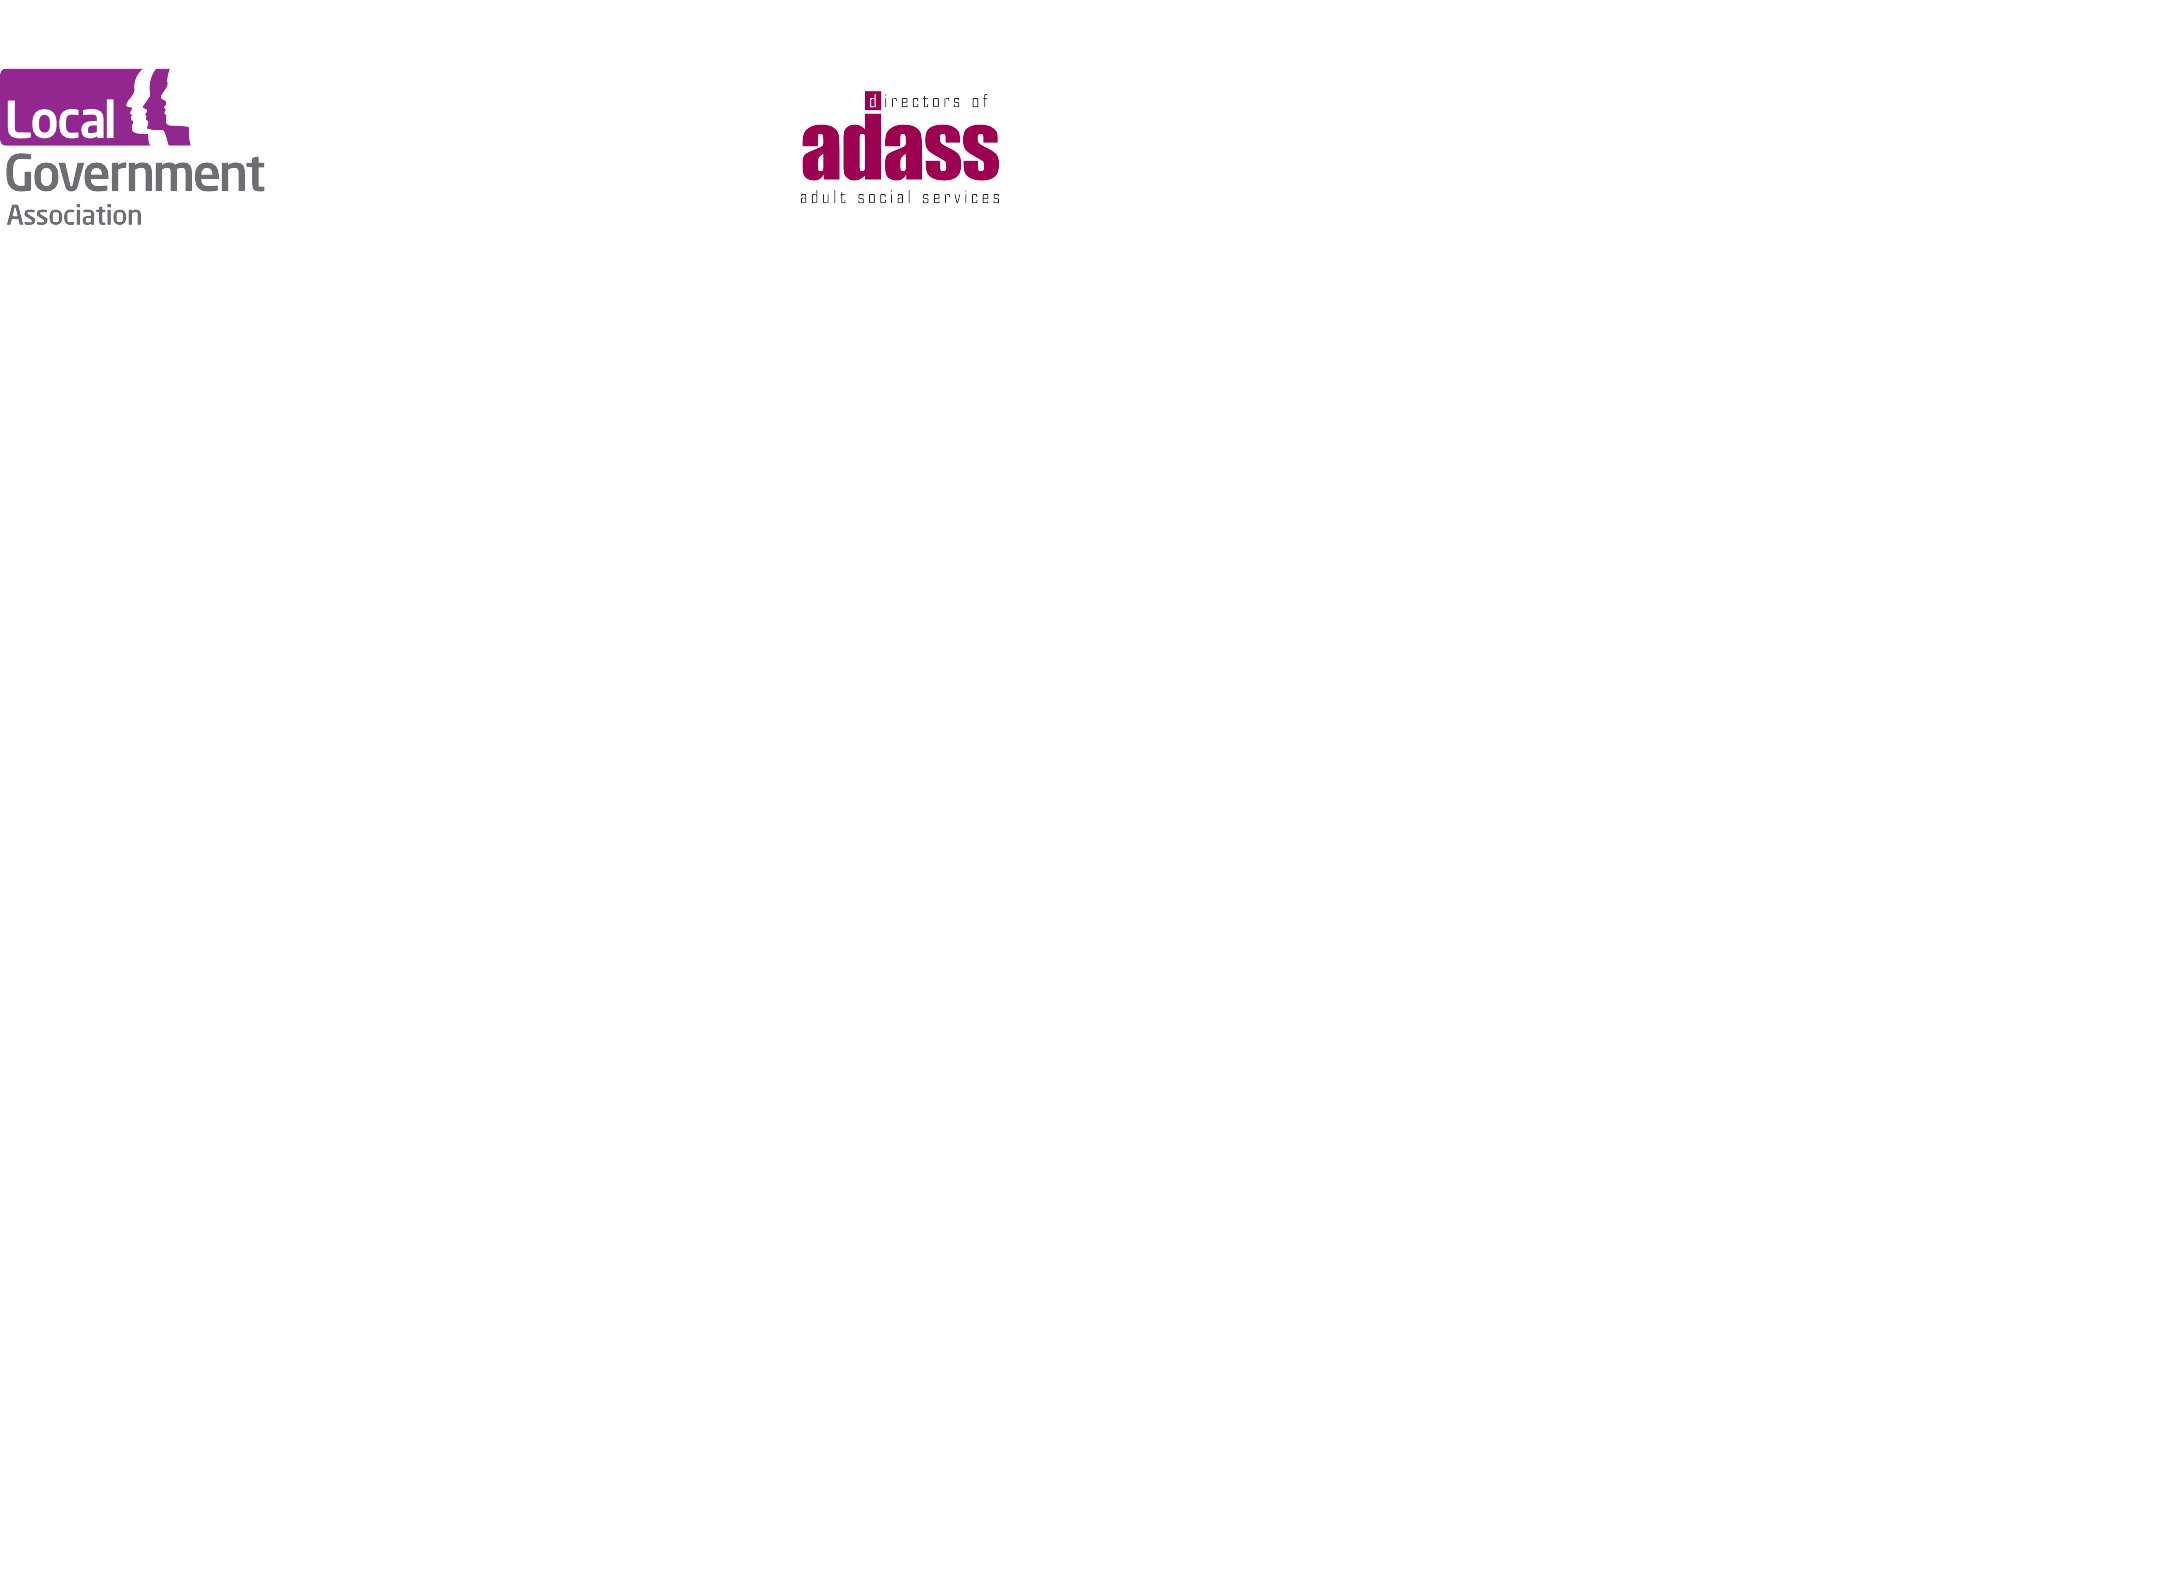 Local
Government
Association
directors of
adass
adult social services